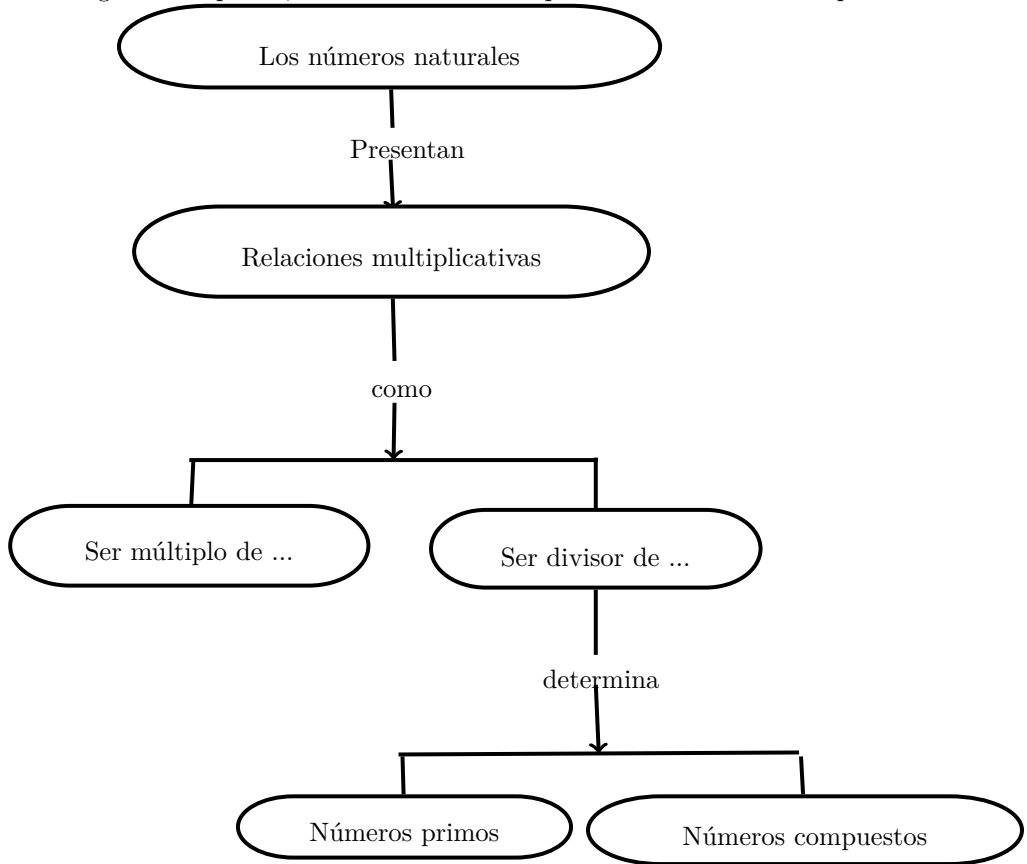 Los números naturales
Presentan
Relaciones multiplicativas
como
Ser múltiplo de ...
Ser divisor de ...
determina
Números primos
Números compuestos